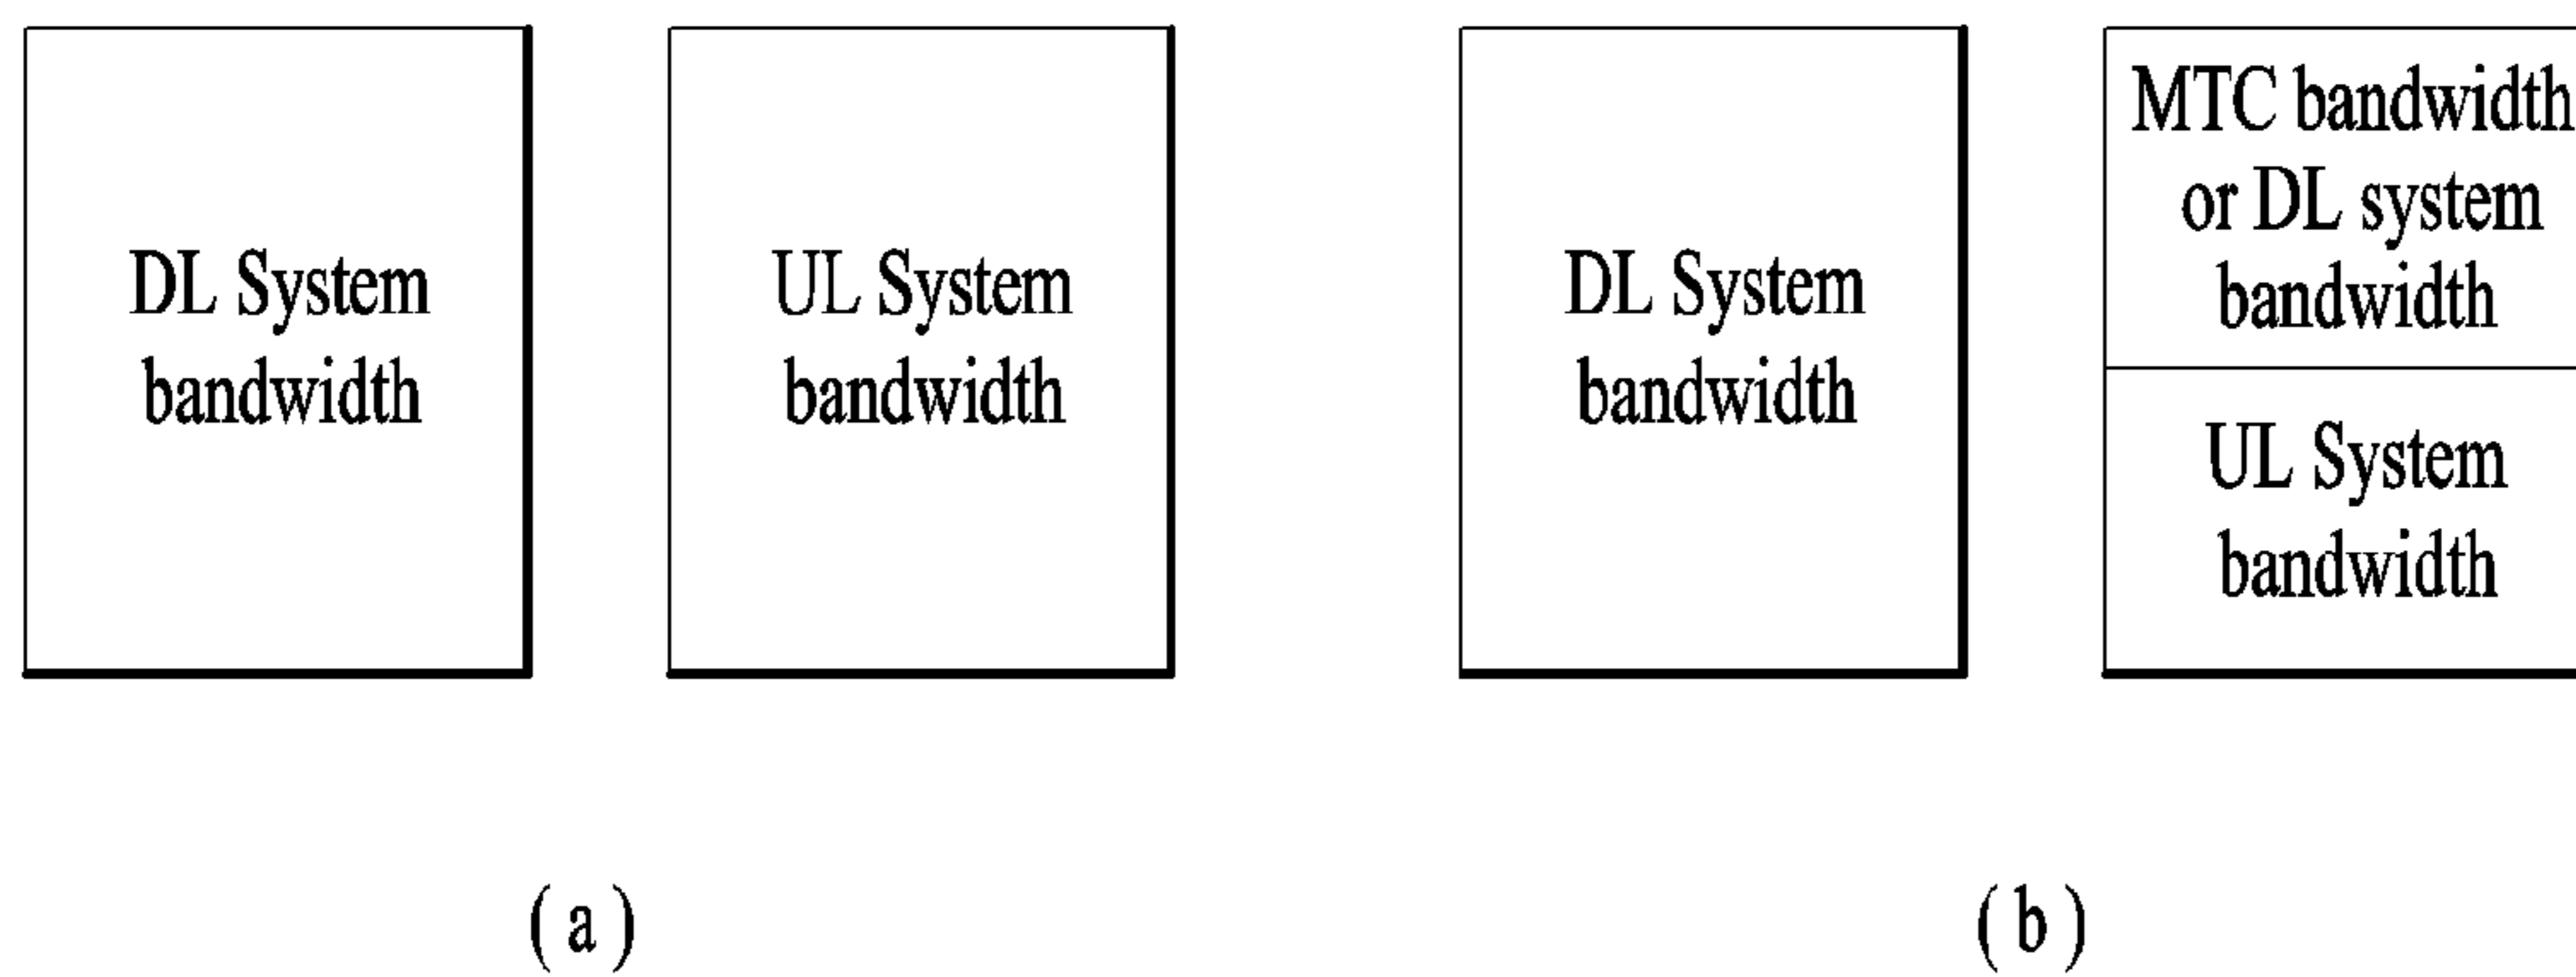 DL System
bandwidth
UL System
bandwidth
DL System
bandwidth
MTC bandwidth
or DL system
bandwidth
UL System
bandwidth
( a )
( b )